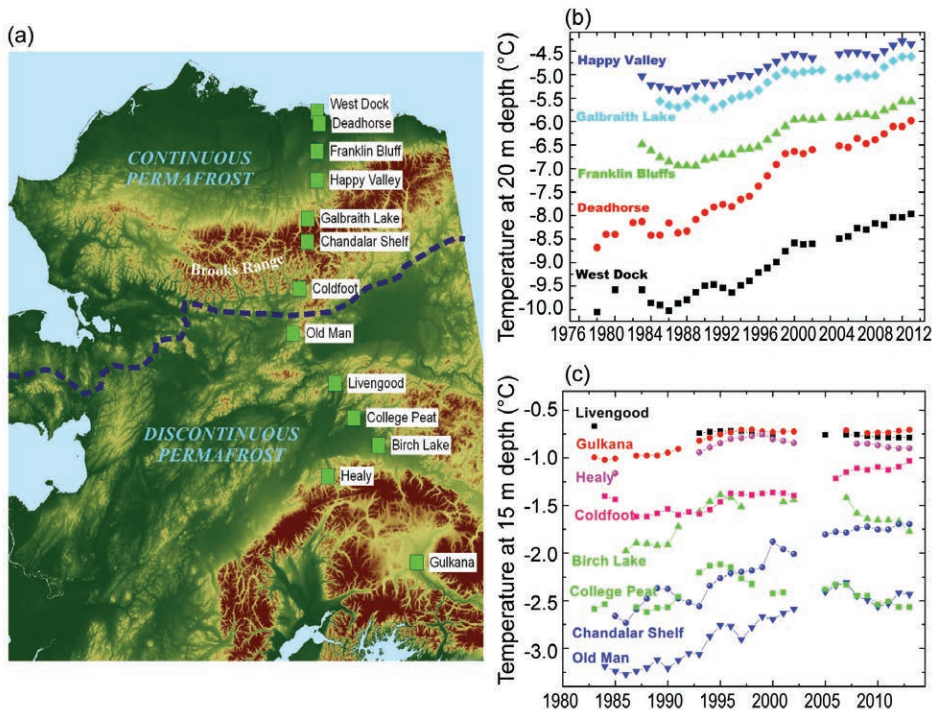 (a)
West Dock
Deadhorse
CONTINUOUS
PERMAFROST
Franklin Bluff
Happy Valley
Galbraith Lake
Chandalar Shelf
Brooks Range
Coldfoot
Old Man
Livengood
College Peat
DISCONTINUOUS
PERMAFROST
Birch Lake
Healy
Gulkana
(b)
Temperature at 20 m depth (°C)
-4.5
-5.0
-5.5
-6.0
-6.5
-7.0
-7.5
-8.0
-8.5
-9.0
-9.5
-10.0
Happy Valley
Galbraith Lake
Franklin Bluffs
Deadhorse
West Dock
1976 1980 1984 1988 1992 1996 2000 2004 2008 2012
(c)
Temperature at 15 m depth (°C)
-0.5
-1.0
-1.5
-2.0
-2.5
-3.0
Livengood
Gulkana
Healy
Coldfoot
Birch Lake
College Peat
Chandalar Shelf
Old Man
1980 1985 1990 1995 2000 2005 2010